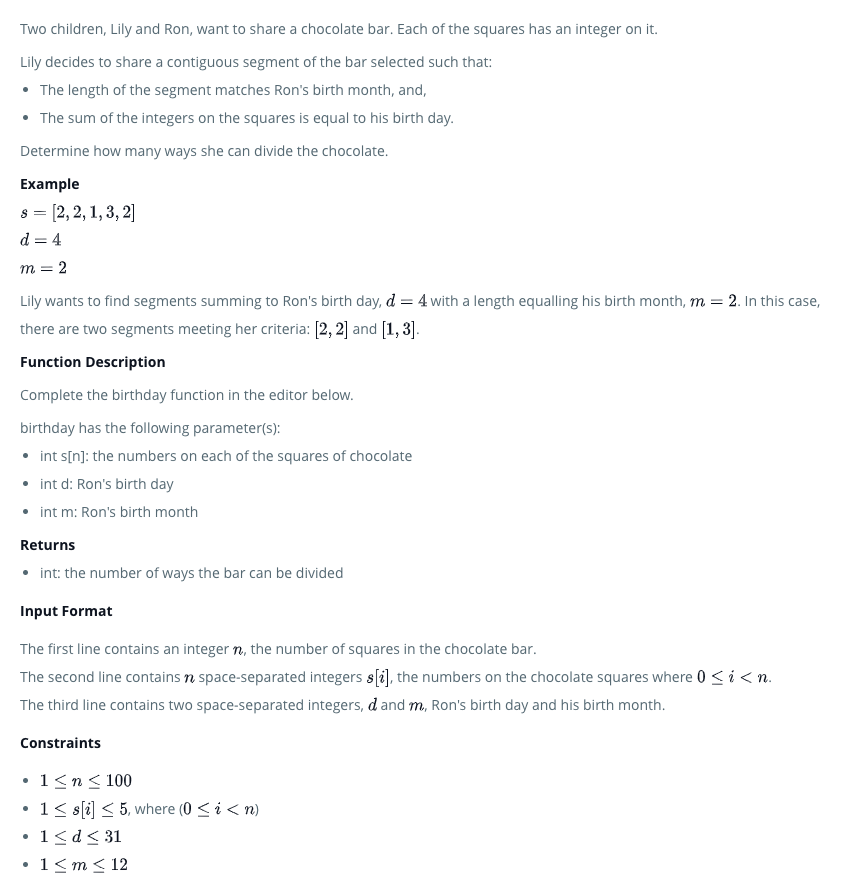 Two children, Lily and Ron, want to share a chocolate bar. Each of the squares has an integer on it.
Lily decides to share a contiguous segment of the bar selected such that:
• The length of the segment matches Ron's birth month, and,
• The sum of the integers on the squares is equal to his birth day.
Determine how many ways she can divide the chocolate.
Example
s = [2, 2, 1, 3, 2]
d = 4
m = 2
Lily wants to find segments summing to Ron's birth day, d = 4 with a length equalling his birth month, m = 2. In this case,
there are two segments meeting her criteria: [2, 2] and [1, 3].
Function Description
Complete the birthday function in the editor below.
birthday has the following parameter(s):
• int s[n]: the numbers on each of the squares of chocolate
• int d: Ron's birth day
• int m: Ron's birth month
Returns
• int: the number of ways the bar can be divided
Input Format
The first line contains an integer n, the number of squares in the chocolate bar.
The second line contains n space-separated integers s[i], the numbers on the chocolate squares where 0 ≤ i < n.
The third line contains two space-separated integers, d and m, Ron's birth day and his birth month.
Constraints
• 1 ≤ n ≤ 100
• 1 ≤ s[i] ≤ 5, where (0 ≤ i < n)
• 1 ≤ d ≤ 31
• 1 ≤ m ≤ 12